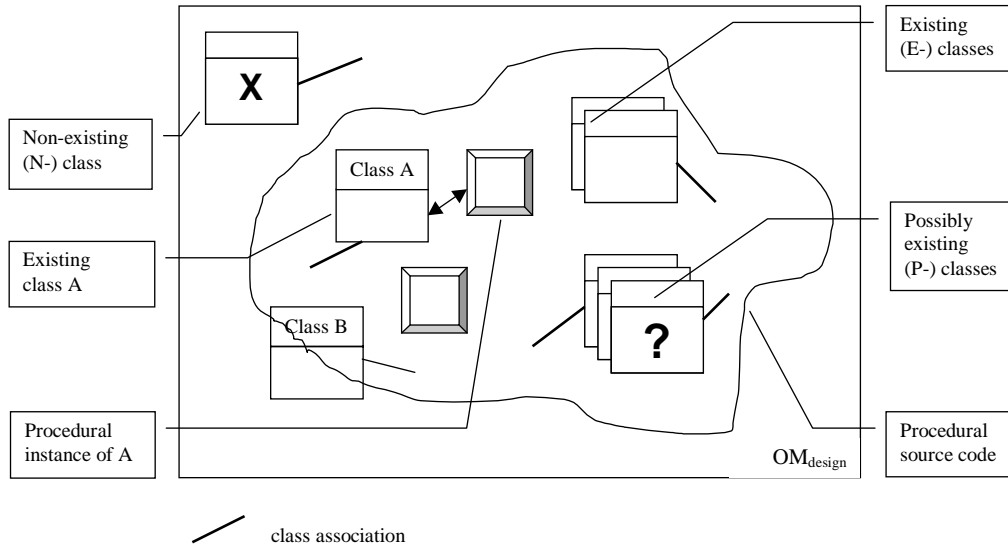 Existing
(E-) classes
X
Non-existing
(N-) class
Class A
Possibly
existing
(P-) classes
Existing
class A
Class B
?
Procedural
instance of A
Procedural
source code
OMdesign
class association